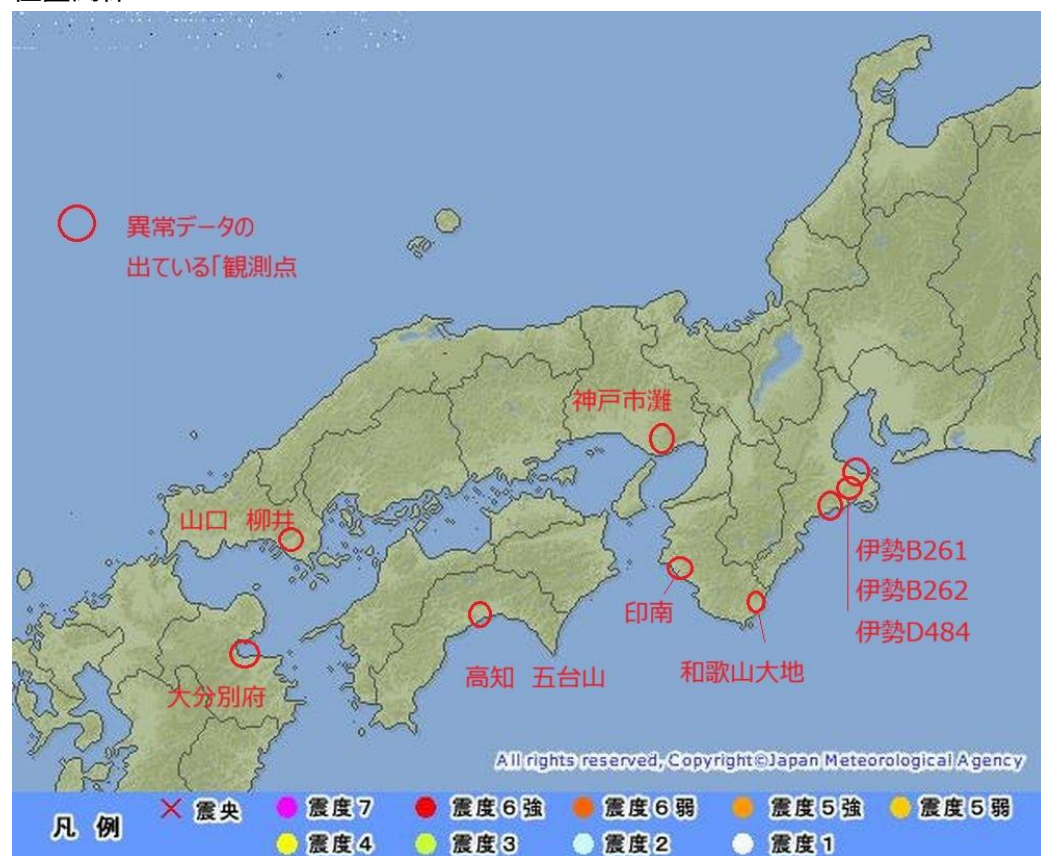 異常データの
出ている「観測点
神戸市灘
山口 柳井
伊勢B261
伊勢B262
伊勢D484
印南
和歌山大地
高知 五台山
大分別府
All rights reserved, Copyright©Japan Meteorological Agency
凡 例 × 震央 震度7 震度6強 震度6弱 震度5強 震度5弱
震度4 震度3 震度2 震度1